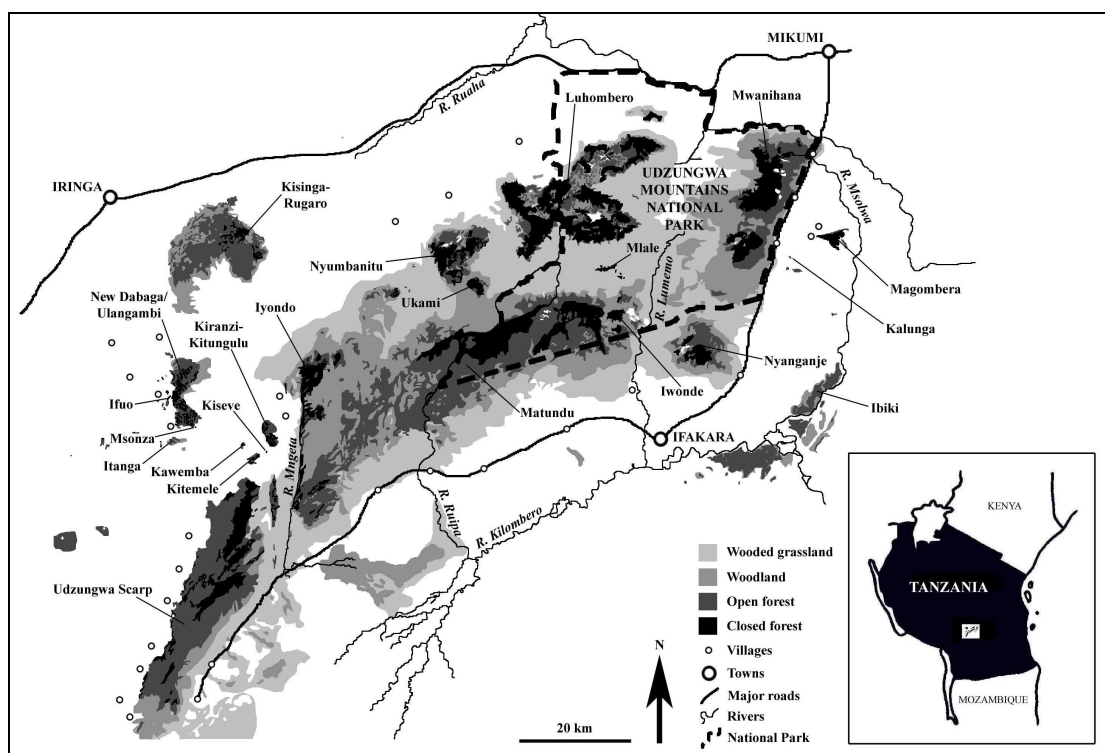 MIKUMI
R. Ruaha
Luhombero
Mwanihana
IRINGA
Kisinga-
Rugaro
UDZUNGWA
MOUNTAINS
NATIONAL
PARK
R. Msolwa
Nyumbanitu
Mlale
Ukami
R. Lumemo
Magombera
New Dabaga/
Ulangambi
Iyondo
Kiranzi-
Kitungulu
Kalunga
Nyanganje
Ifuo
Kiseve
Matundu
Iwonde
Ibiki
Msonza
Itanga
Kawemba
Kitemele
R. Mngeta
IFAKARA
R. Ruipa
R. Kilombero
Udzungwa Scarp
Wooded grassland
Woodland
Open forest
Closed forest
Villages
Towns
Major roads
Rivers
National Park
N
20 km
KENYA
TANZANIA
MOZAMBIQUE